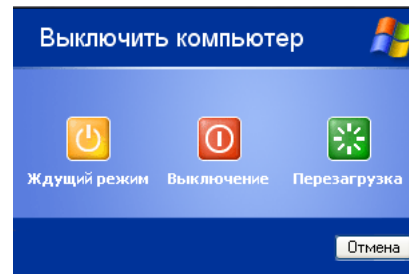 Выключить компьютер
Ждущий режим Выключение Перезагрузка
Отмена